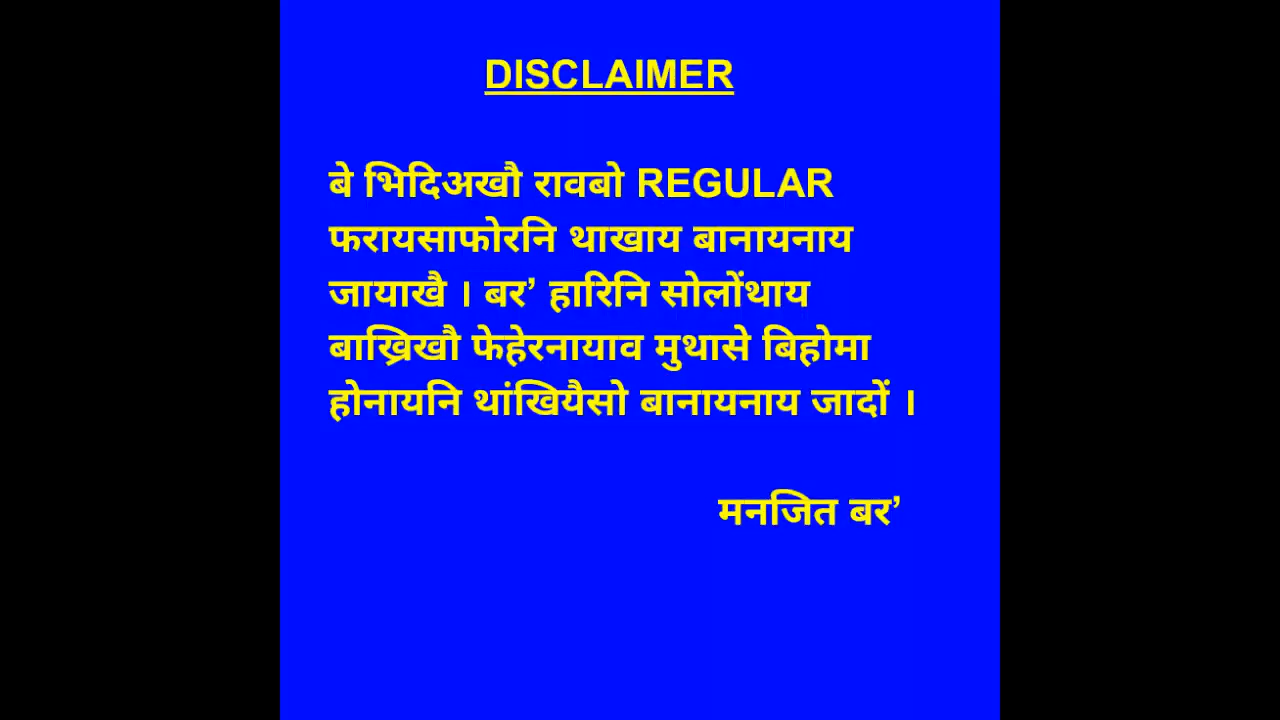 DISCLAIMER
बे भिदिअखौ रावबो REGULAR
फरायसाफोरनि थाखाय बानायनाय
जायाखै । बर’ हारिनि सोलोंथाय
बाख्रिखौ फेहेरनायाव मुथासे बिहोमा
होनायनि थांखियैसो बानायनाय जादों ।
मनजित बर’